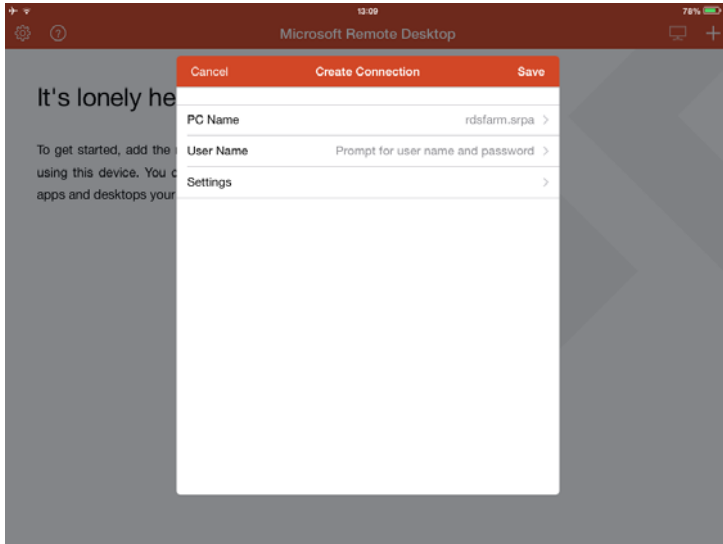 13:09
78%
Microsoft Remote Desktop
Cancel
Create Connection
Save
It's lonely he
PC Name
rdsfarm.srpa
To get started, add the
User Name
Prompt for user name and password
using this device. You c
Settings
apps and desktops your